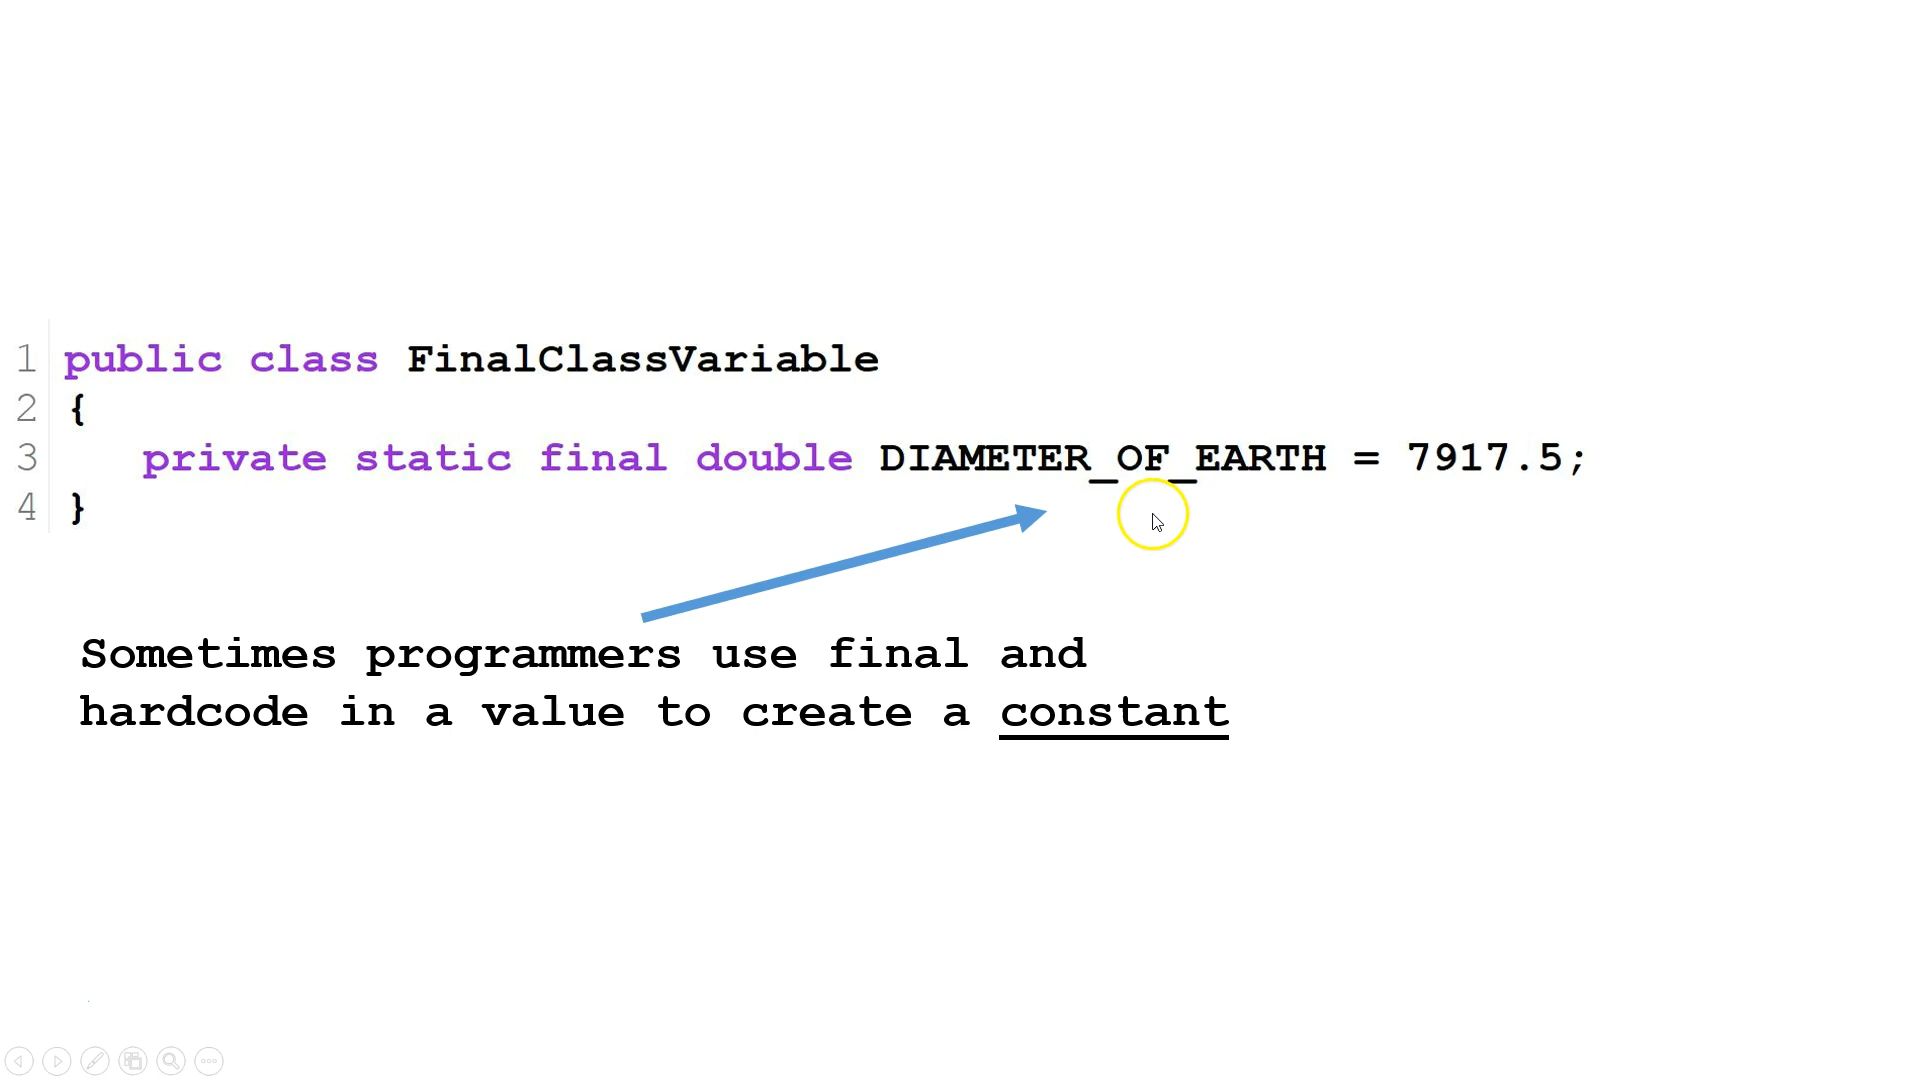 1 public class FinalClassVariable
2 {
3 private static final double DIAMETER_OF_EARTH = 7917.5;
4 }
Sometimes programmers use final and
hardcode in a value to create a constant